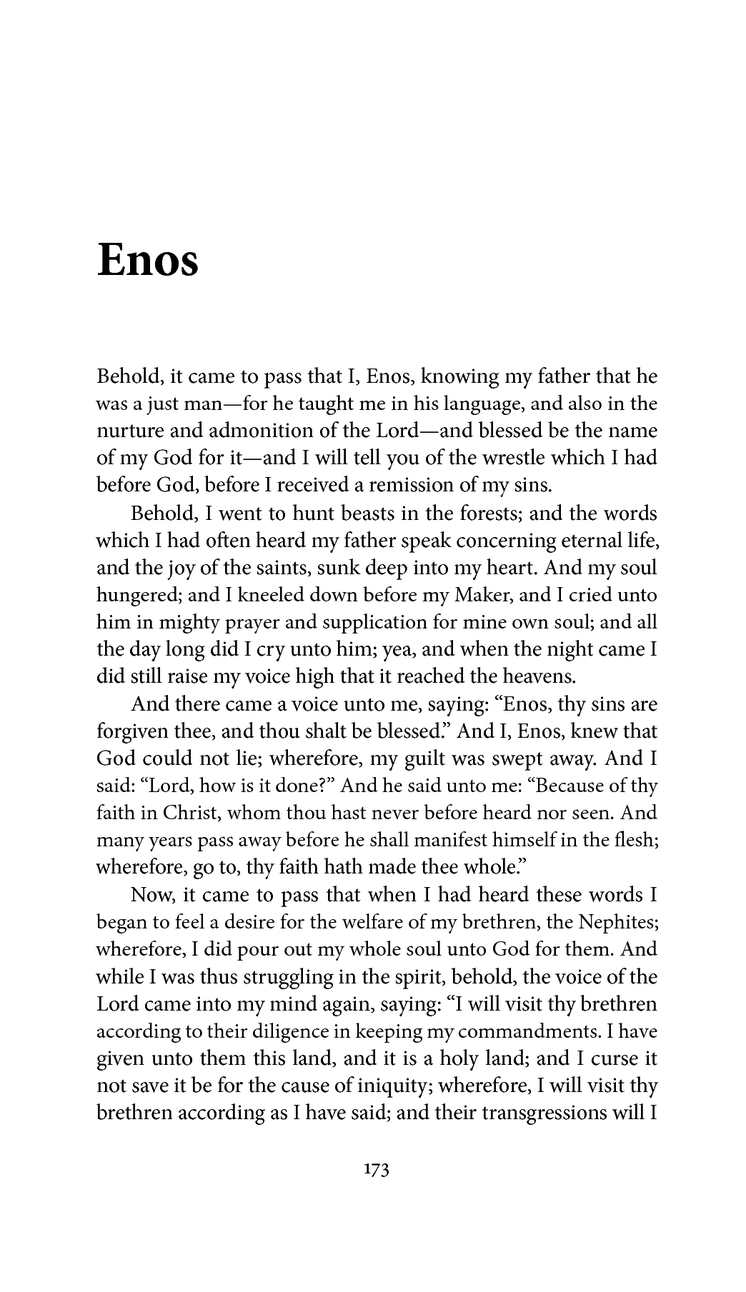 Enos
Behold, it came to pass that I, Enos, knowing my father that he
was a just man—for he taught me in his language, and also in the
nurture and admonition of the Lord—and blessed be the name
of my God for it—and I will tell you of the wrestle which I had
before God, before I received a remission of my sins.
Behold, I went to hunt beasts in the forests; and the words
which I had often heard my father speak concerning eternal life,
and the joy of the saints, sunk deep into my heart. And my soul
hungered; and I kneeled down before my Maker, and I cried unto
him in mighty prayer and supplication for mine own soul; and all
the day long did I cry unto him; yea, and when the night came I
did still raise my voice high that it reached the heavens.
And there came a voice unto me, saying: “Enos, thy sins are
forgiven thee, and thou shalt be blessed.” And I, Enos, knew that
God could not lie; wherefore, my guilt was swept away. And I
said: “Lord, how is it done?” And he said unto me: “Because of thy
faith in Christ, whom thou hast never before heard nor seen. And
many years pass away before he shall manifest himself in the flesh;
wherefore, go to, thy faith hath made thee whole.”
Now, it came to pass that when I had heard these words I
began to feel a desire for the welfare of my brethren, the Nephites;
wherefore, I did pour out my whole soul unto God for them. And
while I was thus struggling in the spirit, behold, the voice of the
Lord came into my mind again, saying: “I will visit thy brethren
according to their diligence in keeping my commandments. I have
given unto them this land, and it is a holy land; and I curse it
not save it be for the cause of iniquity; wherefore, I will visit thy
brethren according as I have said; and their transgressions will I
173